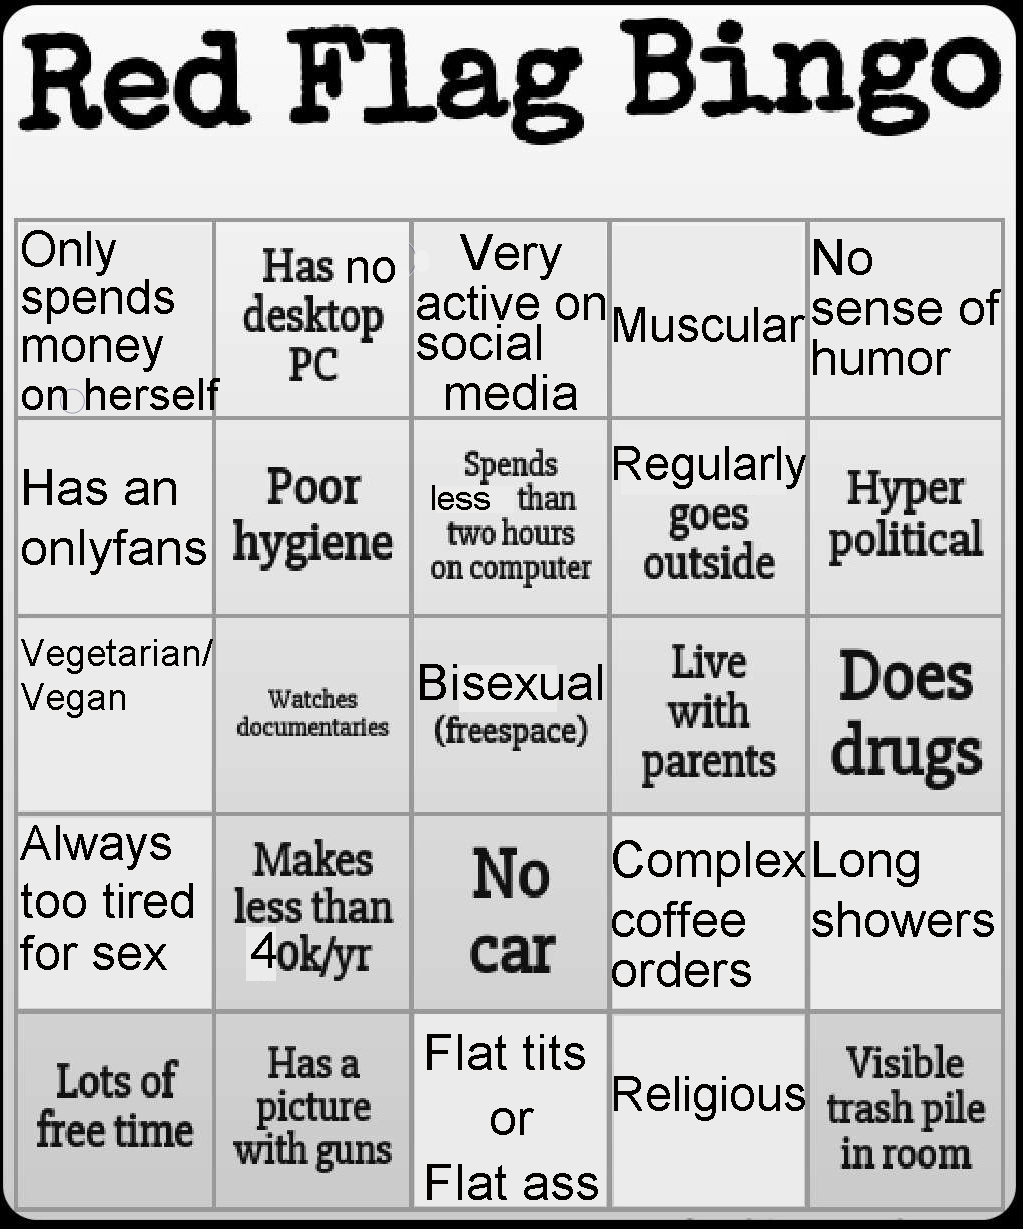 Red Flag Bingo
Only
spends
money
on herself
Has no
desktop
PC
Very
active on
social
media
Muscular
No
sense of
humor
Has an
onlyfans
Poor
hygiene
Spends
less than
two hours
on computer
Regularly
goes
outside
Hyper
political
Vegetarian/
Vegan
Watches
documentaries
Bisexual
(freespace)
Live
with
parents
Does
drugs
Always
too tired
for sex
Makes
less than
40k/yr
No
car
Complex
coffee
orders
Long
showers
Lots of
free time
Has a
picture
with guns
Flat tits
or
Flat ass
Religious
Visible
trash pile
in room